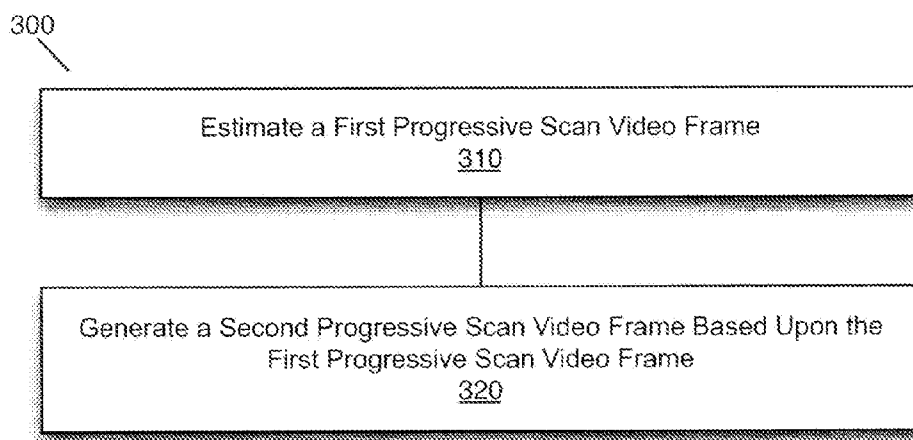 300
Estimate a First Progressive Scan Video Frame
310
Generate a Second Progressive Scan Video Frame Based Upon the
First Progressive Scan Video Frame
320